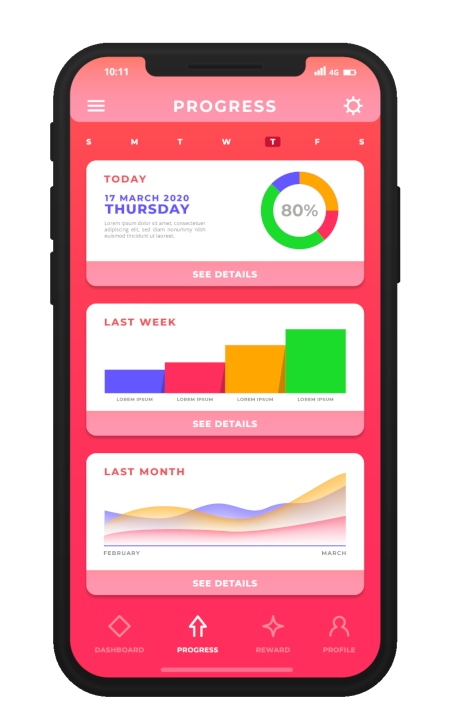 10:11
4G
PROGRESS
S M T W T F S
TODAY
17 MARCH 2020
THURSDAY
Lorem ipsum dolor sit amet, consectetuer
adipiscing elit, sed diam nonummy nibh
euismod tincidunt ut laoreet.
80%
SEE DETAILS
LAST WEEK
LOREM IPSUM LOREM IPSUM LOREM IPSUM LOREM IPSUM
SEE DETAILS
LAST MONTH
FEBRUARY MARCH
SEE DETAILS
DASHBOARD PROGRESS REWARD PROFILE